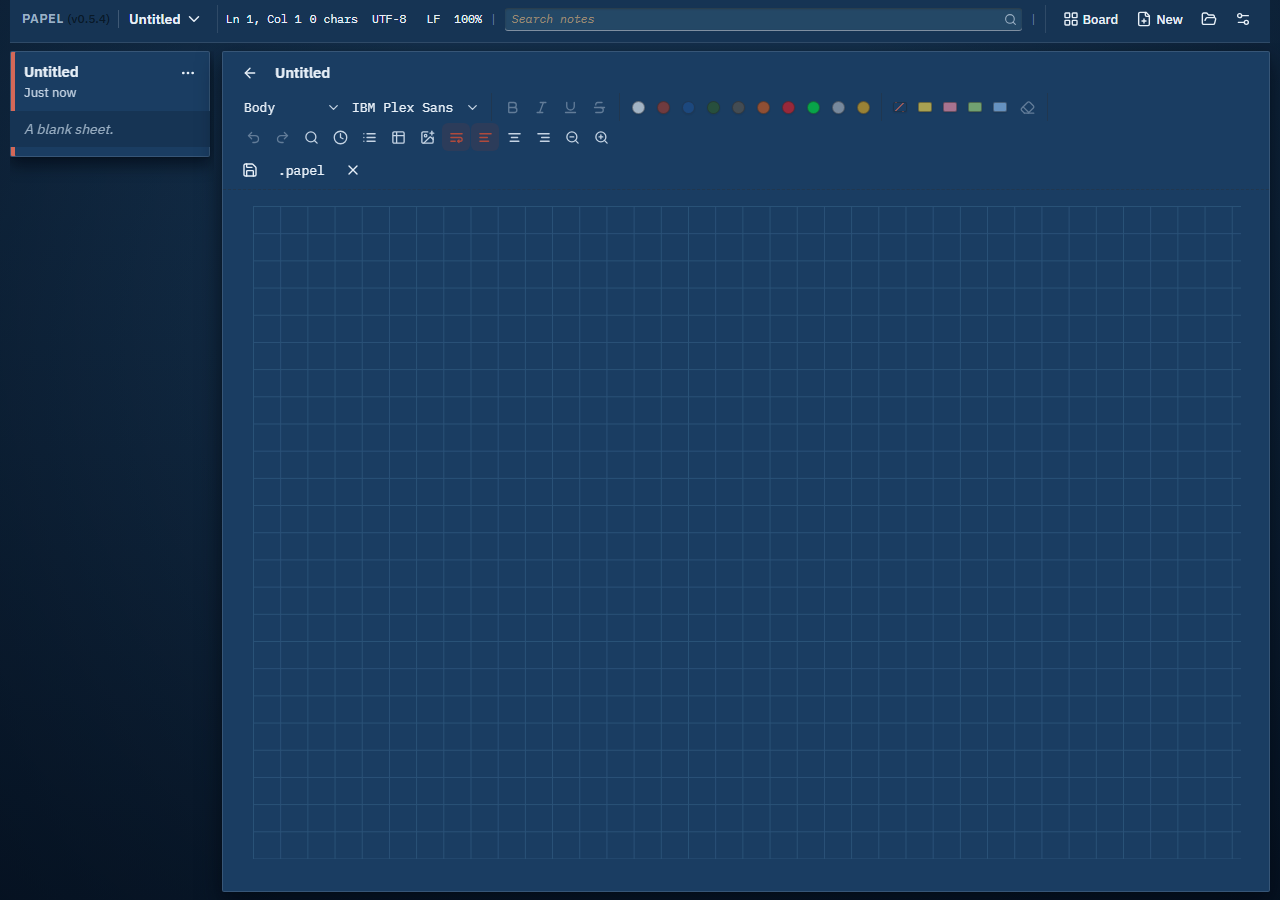 PAPEL (v0.5.4) Untitled Ln 1, Col 1 0 chars UTF-8 LF 100% Search notes Board New
Untitled
Just now
A blank sheet.
Untitled
Body IBM Plex Sans B I U S
.papel